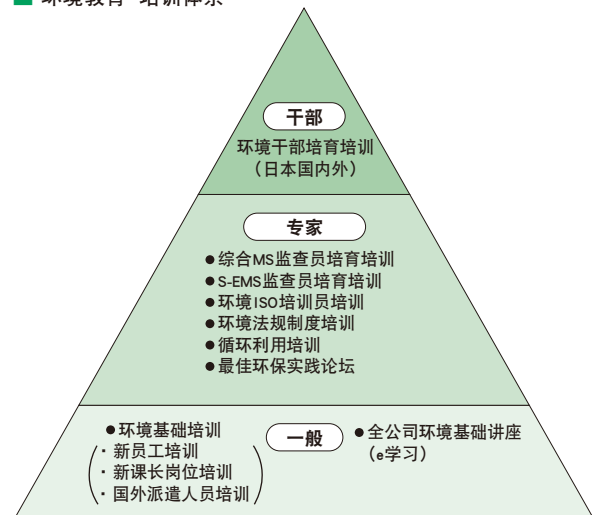 环境教育 培训体系
干部
环境干部培育培训
（日本国内外）
专家
●综合MS监查员培育培训
●S-EMS监查员培育培训
●环境ISO培训员培训
●环境法规制度培训
●循环利用培训
●最佳环保实践论坛
一般
●环境基础培训
・新员工培训
・新课长岗位培训
・国外派遣人员培训
●全公司环境基础讲座
（e学习）